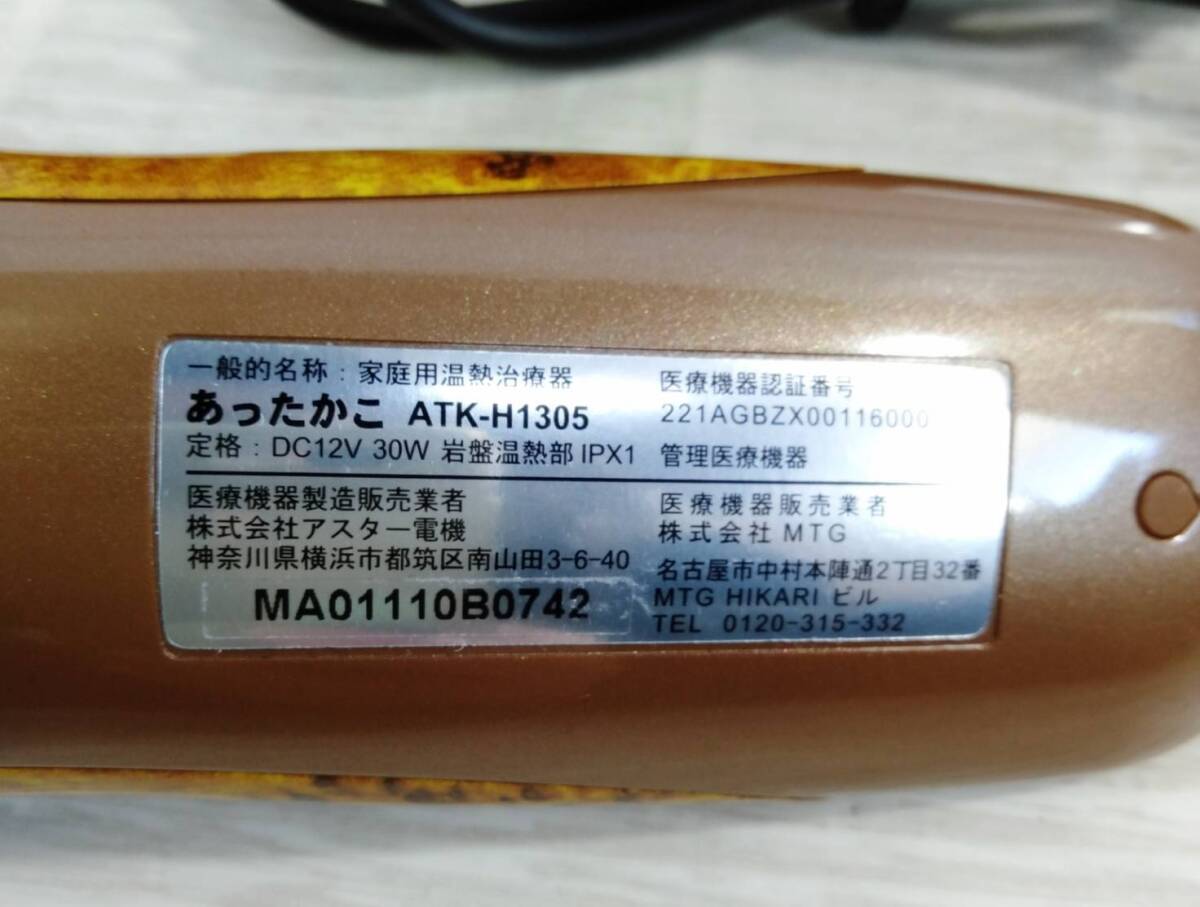 一般的名称：家庭用温熱治療器
あったかこ ATK-H1305
定格：DC12V 30W 岩盤温熱部 IPX1
医療機器認証番号
221AGBZX00116000
管理医療機器
医療機器製造販売業者
株式会社アスター電機
神奈川県横浜市都筑区南山田3-6-40
MA01110B0742
医療機器販売業者
株式会社 MTG
名古屋市中村本陣通2丁目32番
MTG HIKARI ビル
TEL 0120-315-332